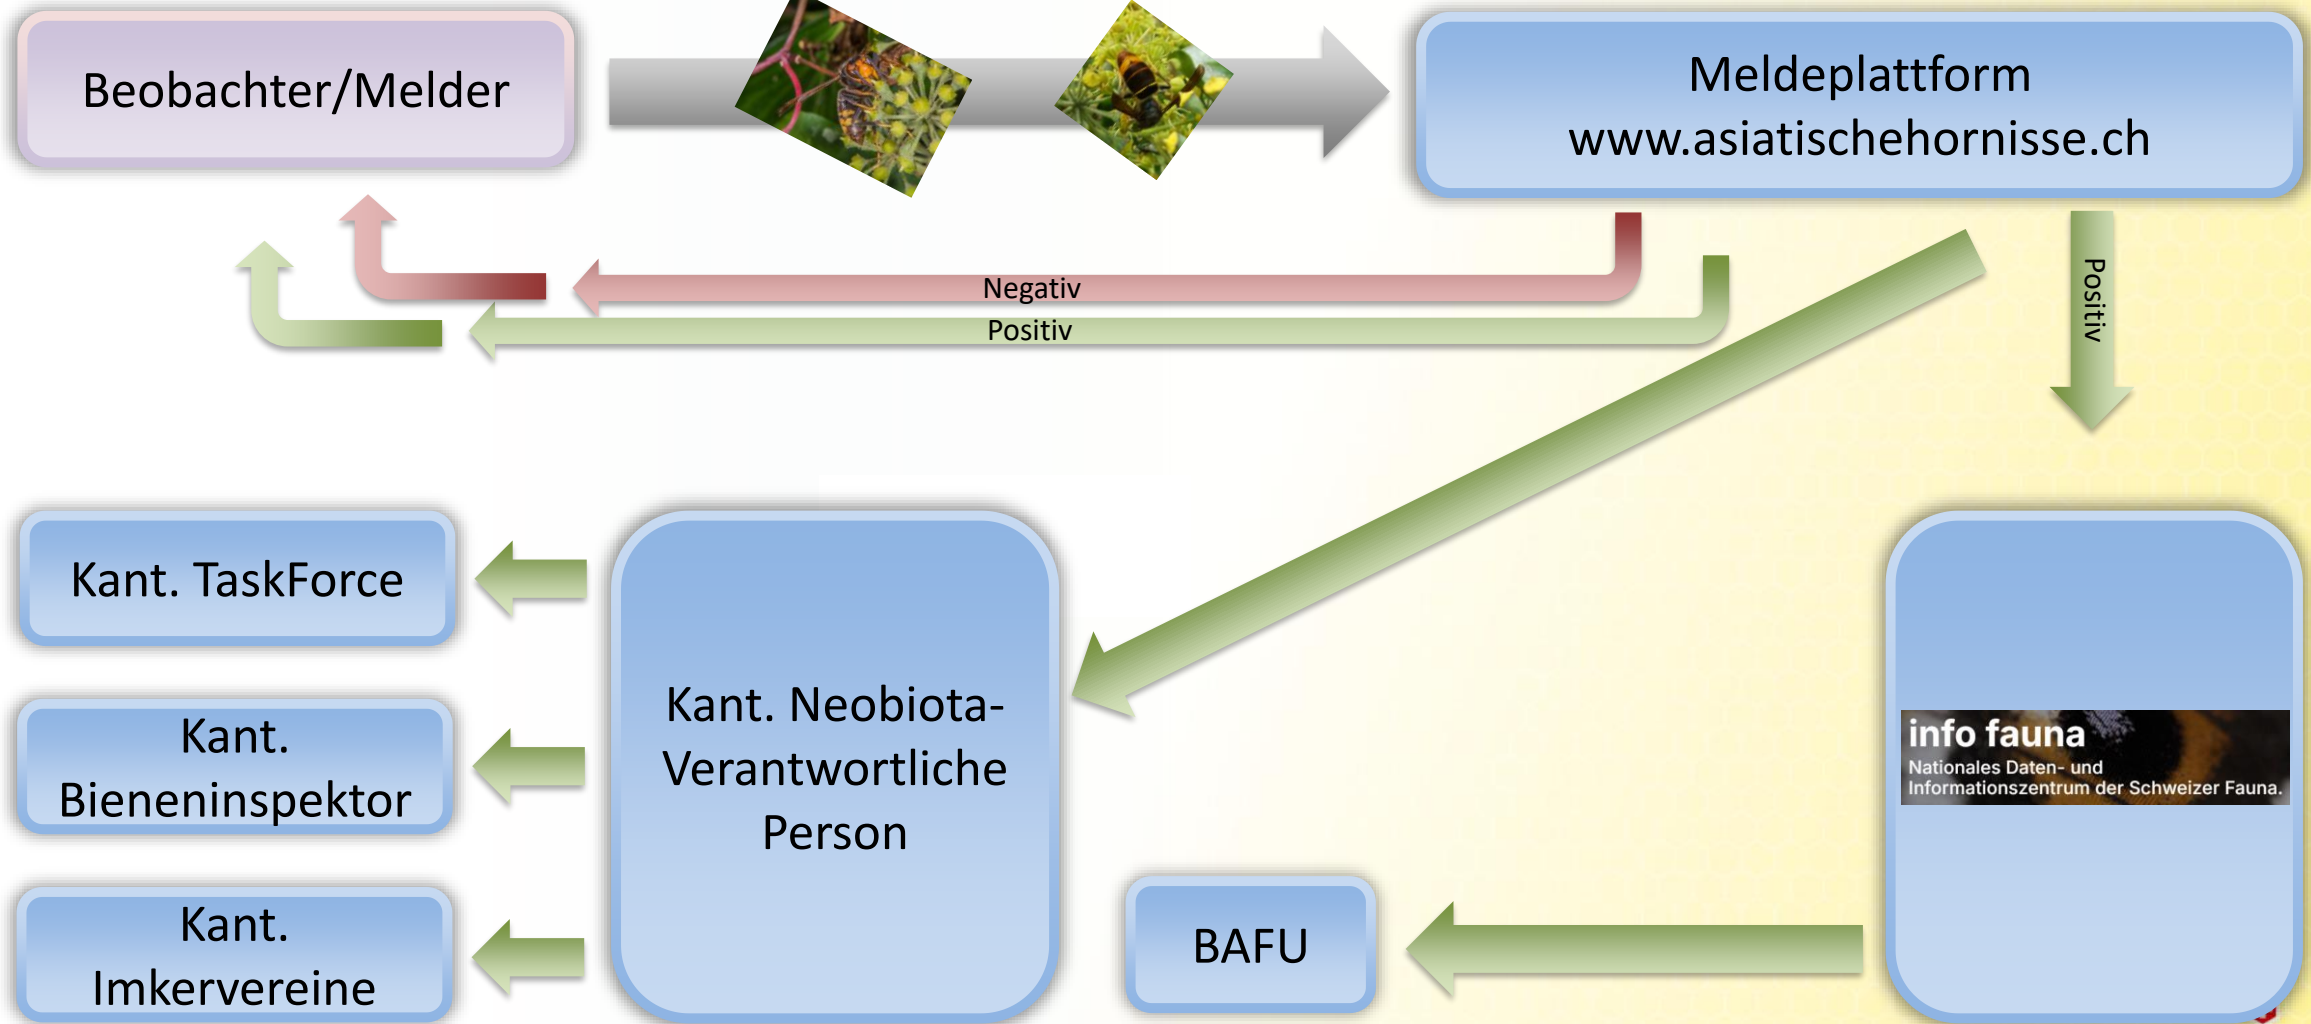 Beobachter/Melder
Meldeplattform
www.asiatischehornisse.ch
Negativ
Positiv
Positiv
Kant. TaskForce
Kant.
Bieneninspektor
Kant.
Imkervereine
Kant. Neobiota-
Verantwortliche
Person
BAFU
info fauna
Nationales Daten- und
Informationszentrum der Schweizer Fauna.